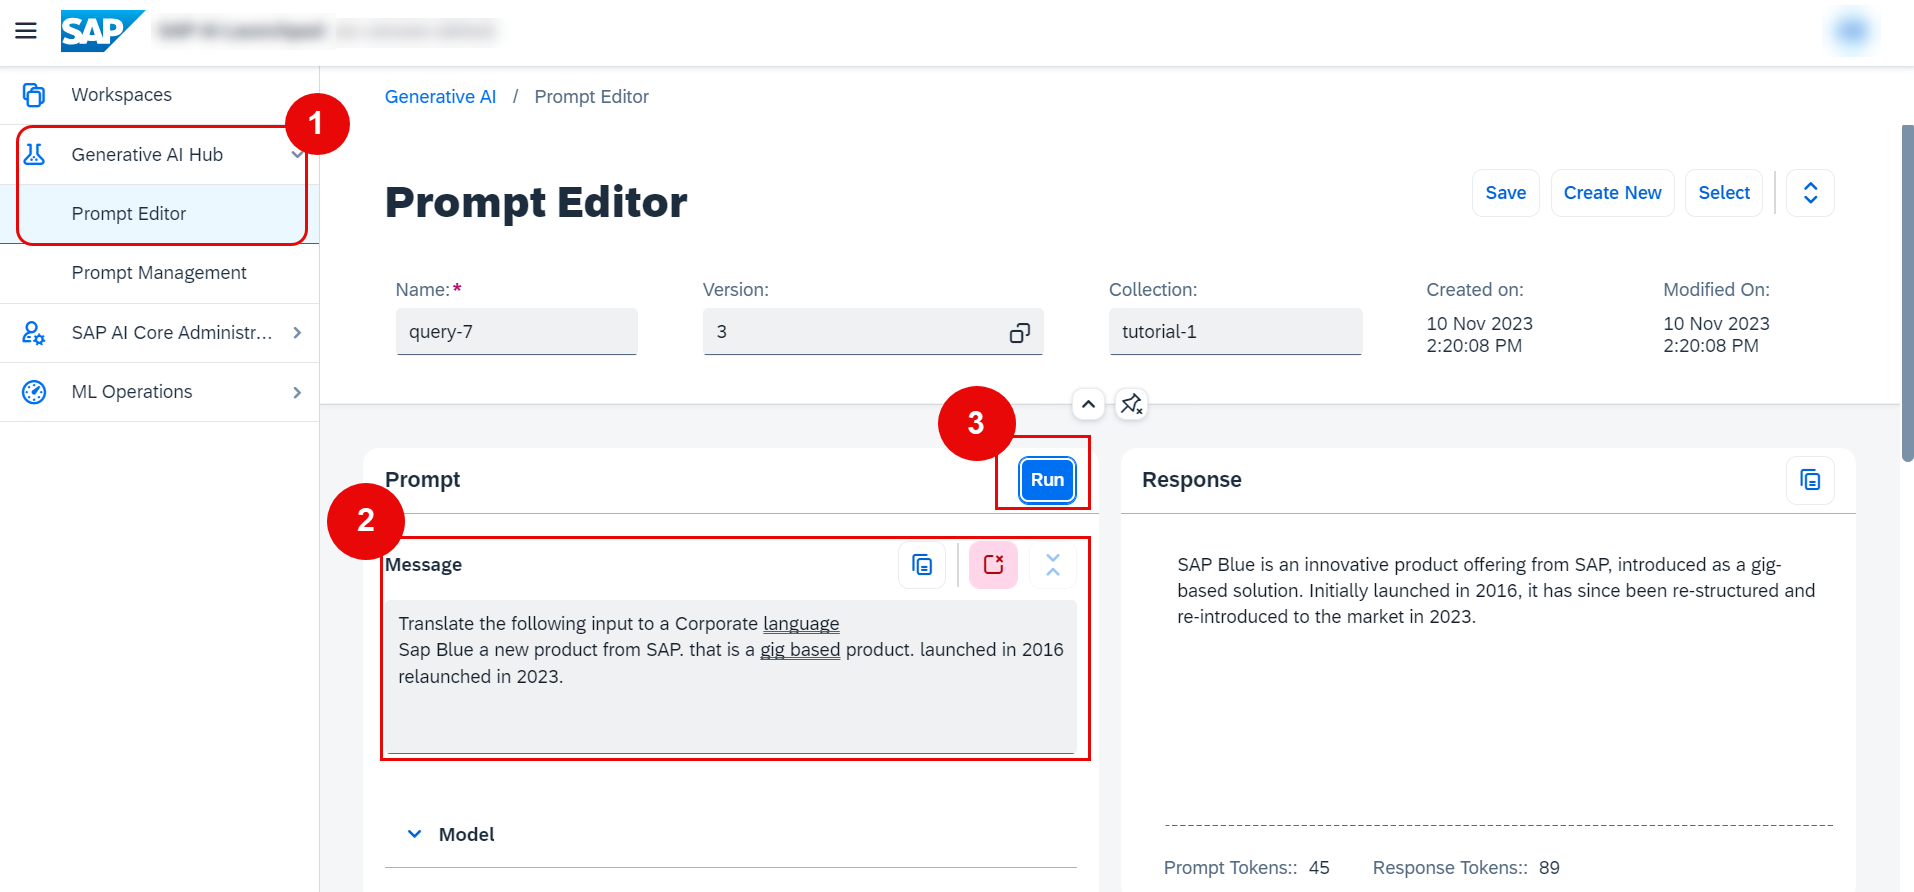 SAP
Workspaces
1
Generative AI Hub
Prompt Editor
Prompt Management
SAP AI Core Administr...
ML Operations
Generative AI / Prompt Editor
Prompt Editor
Save
Create New
Select
Name:*
query-7
Version:
3
Collection:
tutorial-1
Created on:
10 Nov 2023
2:20:08 PM
Modified On:
10 Nov 2023
2:20:08 PM
3
Prompt
Run
2
Message
Translate the following input to a Corporate language
Sap Blue a new product from SAP. that is a gig based product. launched in 2016
relaunched in 2023.
Model
Response
SAP Blue is an innovative product offering from SAP, introduced as a gig-
based solution. Initially launched in 2016, it has since been re-structured and
re-introduced to the market in 2023.
Prompt Tokens:: 45
Response Tokens:: 89